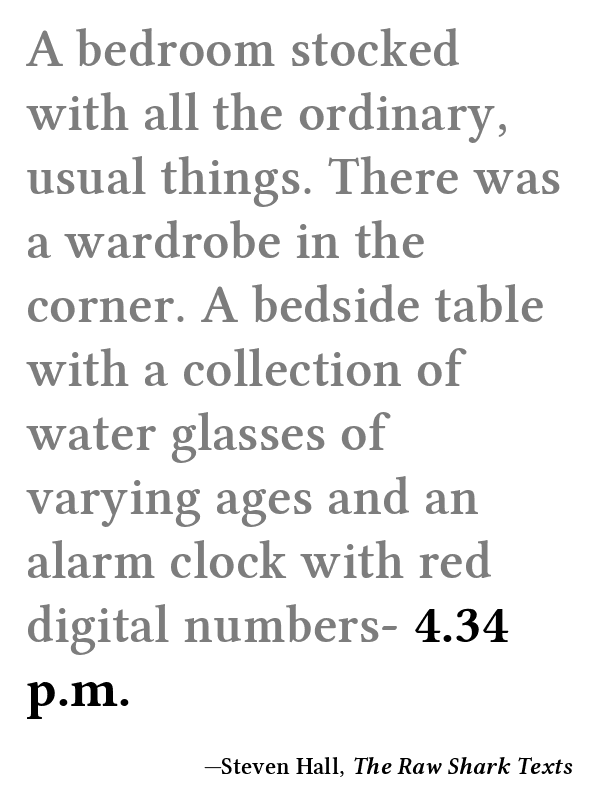 A bedroom stocked
with all the ordinary,
usual things. There was
a wardrobe in the
corner. A bedside table
with a collection of
water glasses of
varying ages and an
alarm clock with red
digital numbers- 4.34
p.m.
—Steven Hall, The Raw Shark Texts